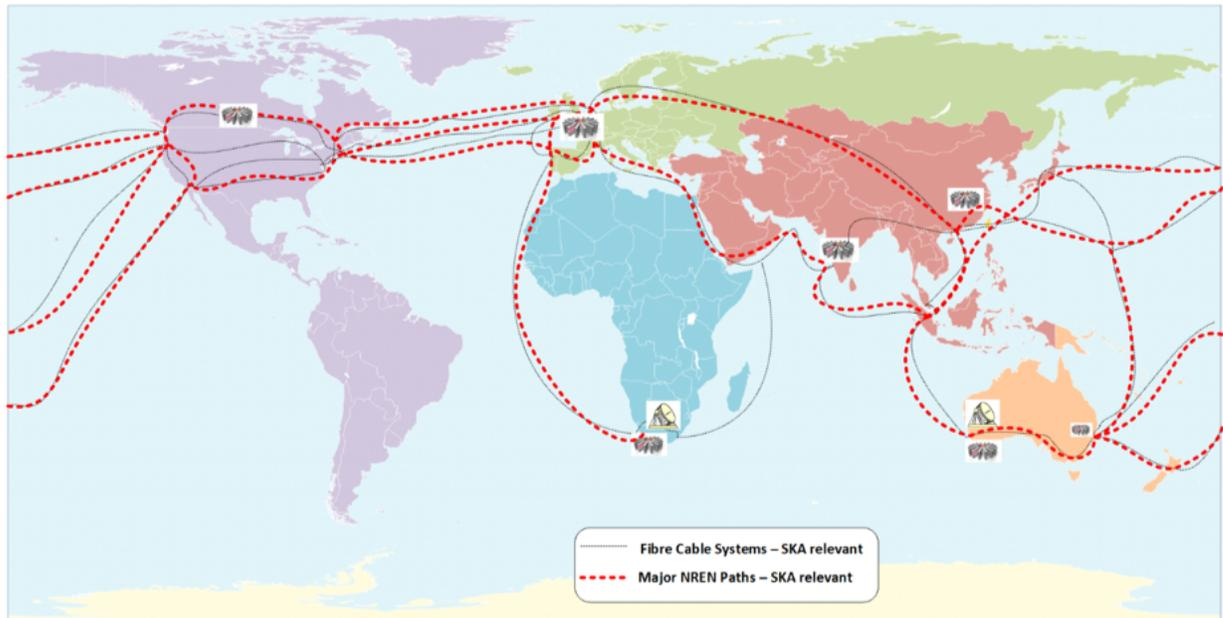 Fibre Cable Systems – SKA relevant
Major NREN Paths – SKA relevant